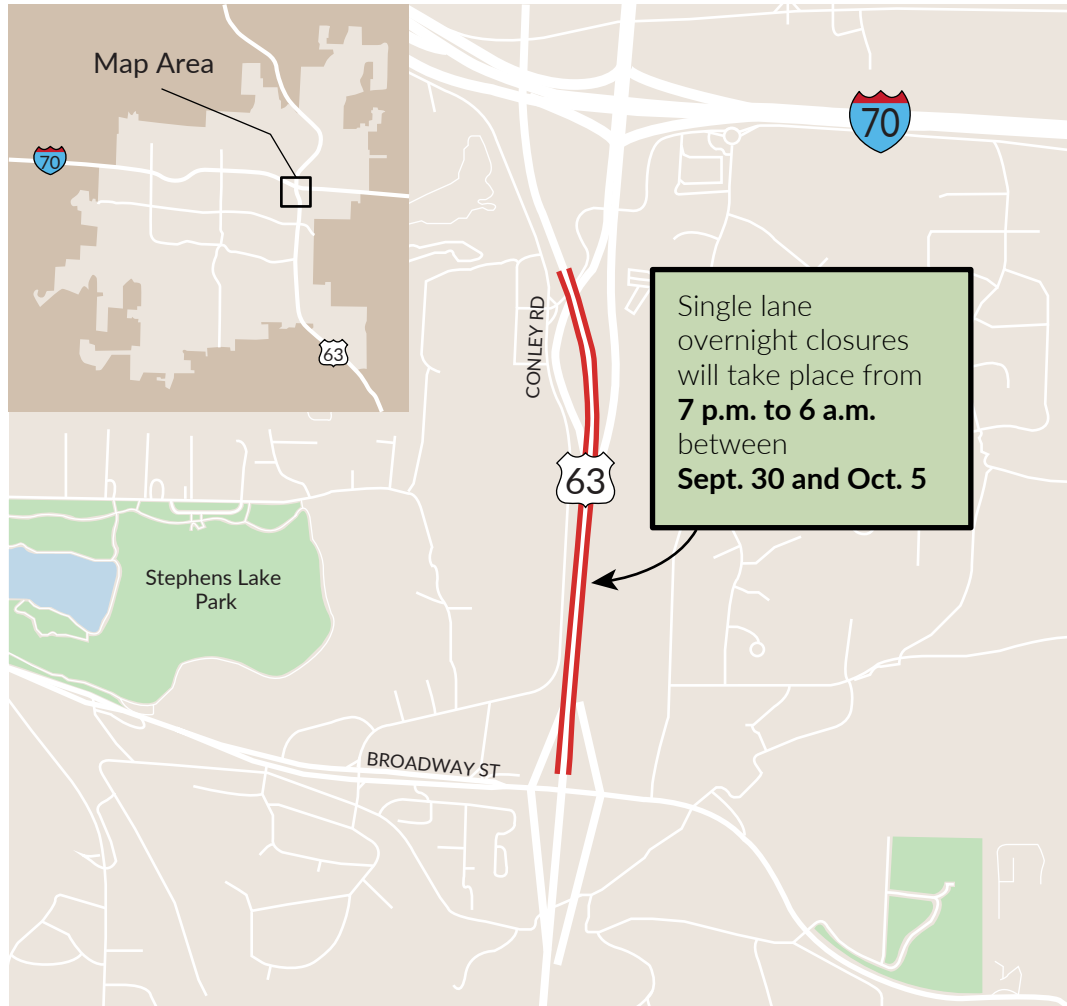 Map Area
70
63
70
CONLEY RD
Single lane
overnight closures
will take place from
7 p.m. to 6 a.m.
between
Sept. 30 and Oct. 5
63
Stephens Lake
Park
BROADWAY ST